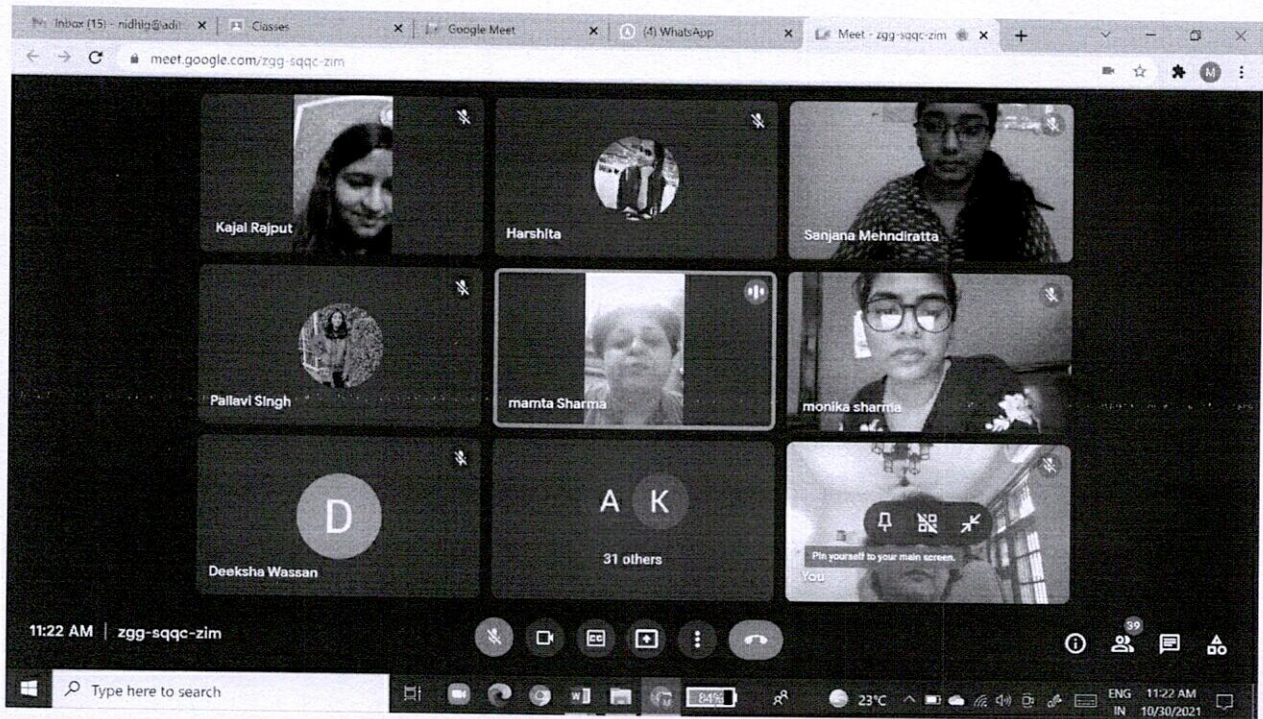 Inbox (15) - nidhig@adit
Classes
Google Meet
(4) WhatsApp
Meet - zgg-sqqc-zim
meet.google.com/zgg-sqqc-zim
M
Kajal Rajput
Harshita
Sanjana Mehndiratta
Pallavi Singh
mamta Sharma
monika sharma
D
Deeksha Wassan
A K
31 others
Pin yourself to your main screen.
You
11:22 AM | zgg-sqqc-zim
CC
39
Type here to search
84%
23°C
ENG
IN
11:22 AM
10/30/2021